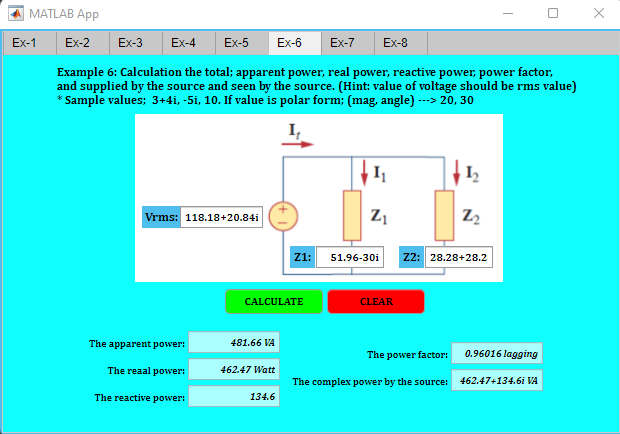 MATLAB App
Ex-1 Ex-2 Ex-3 Ex-4 Ex-5 Ex-6 Ex-7 Ex-8
Example 6: Calculation the total; apparent power, real power, reactive power, power factor,
and supplied by the source and seen by the source. (Hint: value of voltage should be rms value)
* Sample values; 3+4i, -5i, 10. If value is polar form; (mag, angle) ---> 20, 30
It
I1 I2
Vrms: 118.18+20.84i
+
−
Z1 Z2
Z1: 51.96-30i Z2: 28.28+28.2
CALCULATE CLEAR
The apparent power: 481.66 VA
The reaal power: 462.47 Watt
The reactive power: 134.6
The power factor: 0.96016 lagging
The complex power by the source: 462.47+134.6i VA